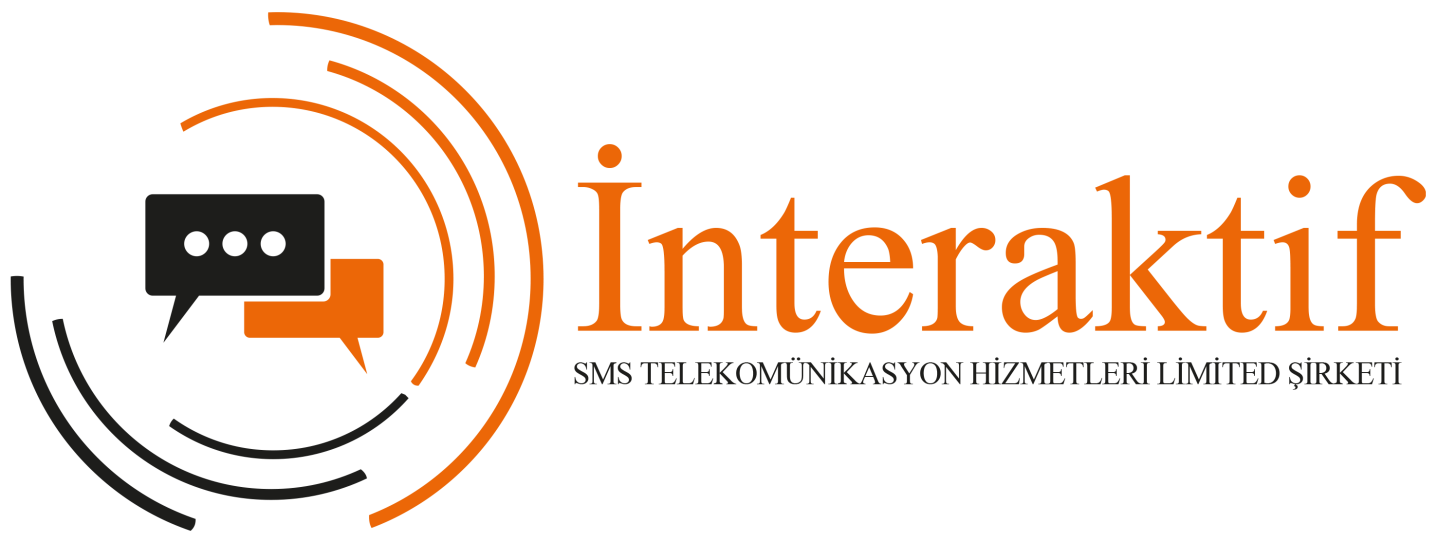 İnteraktif
SMS TELEKOMÜNİKASYON HİZMETLERİ LİMİTED ŞİRKETİ